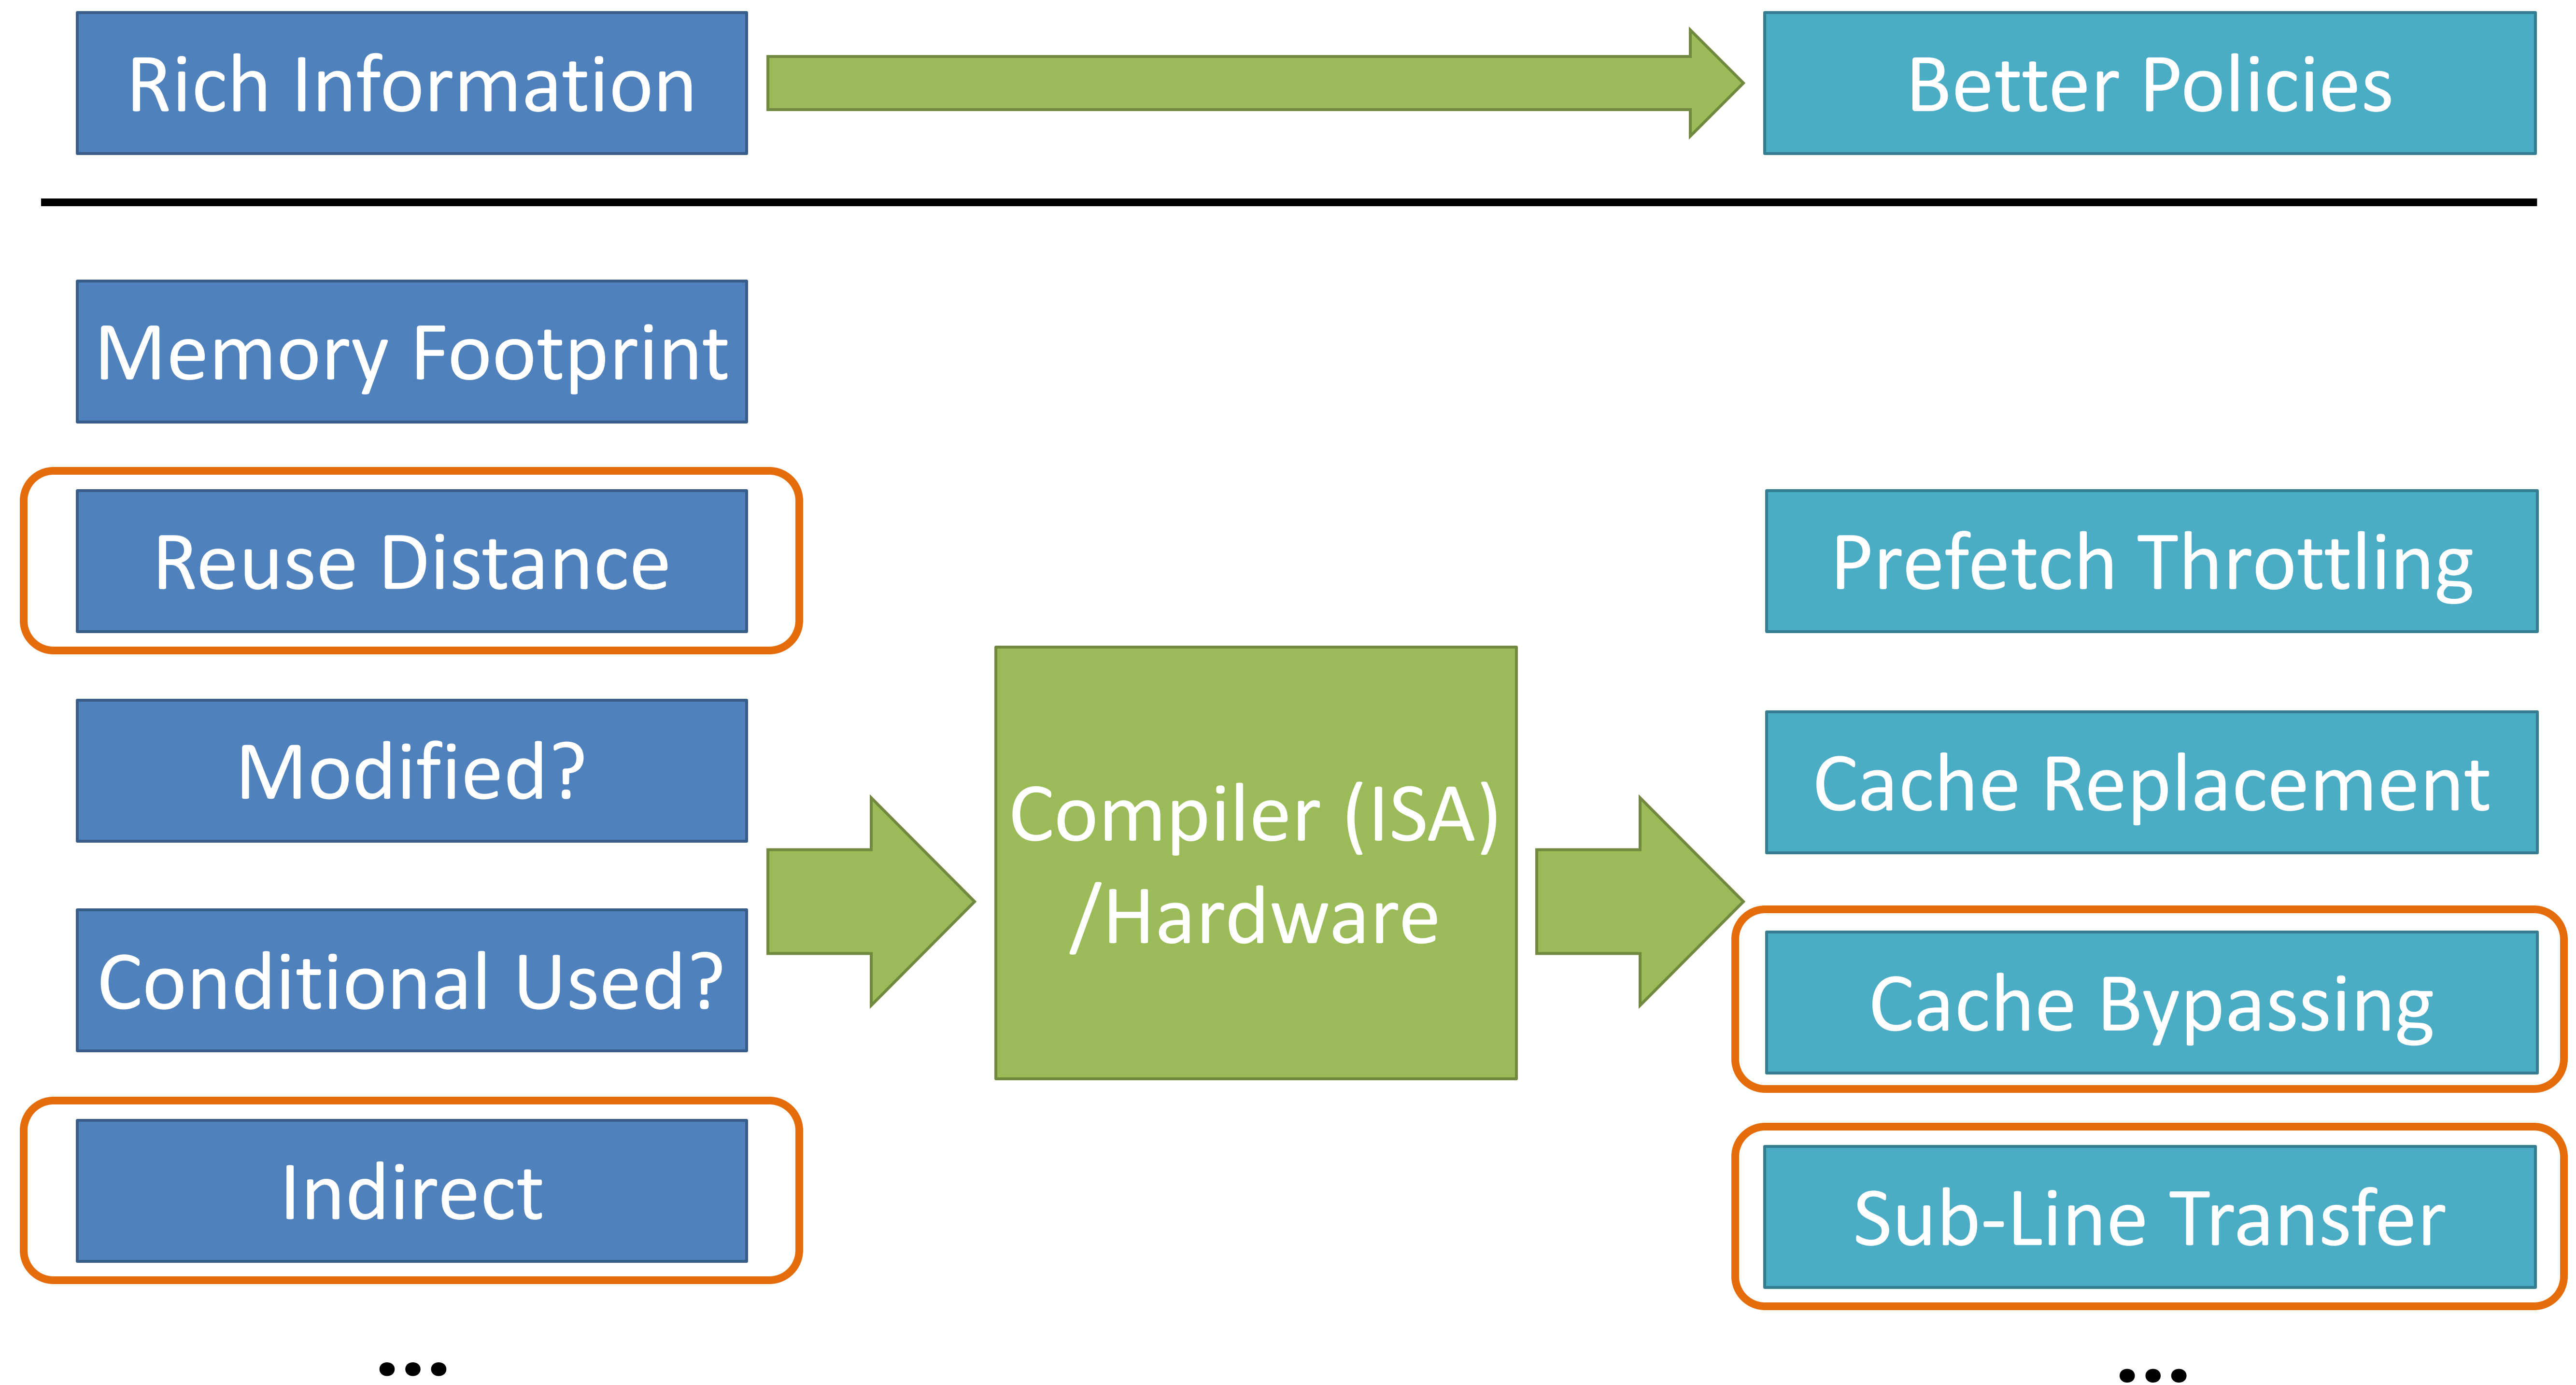 Rich Information
Better Policies
Memory Footprint
Reuse Distance
Modified?
Conditional Used?
Indirect
...
Compiler (ISA)
/Hardware
Prefetch Throttling
Cache Replacement
Cache Bypassing
Sub-Line Transfer
...